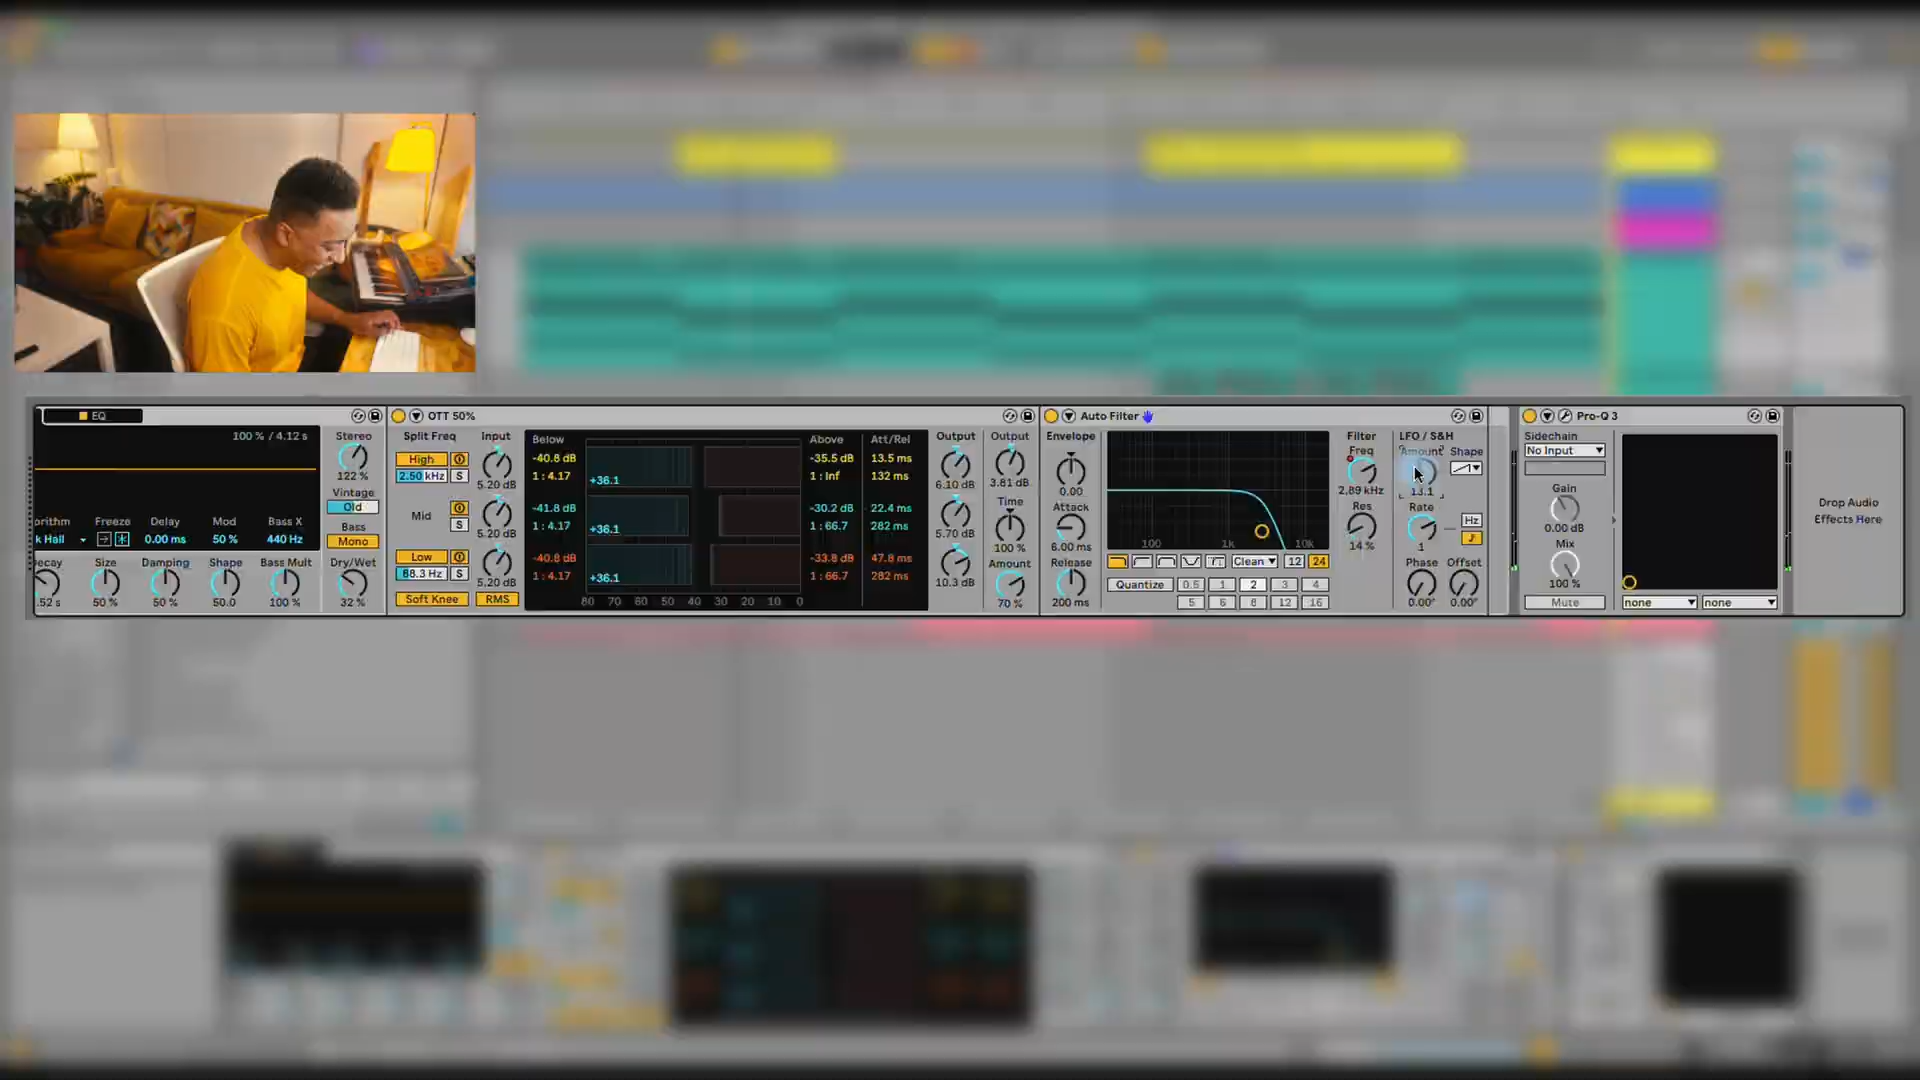 EQ
100 % / 4.12 s
Stereo
122 %
Vintage
Old
Bass
Mono
Freeze Delay Mod Bass X
k Hall
0.00 ms 50 % 440 Hz
Size Damping Shape Bass Mult Dry/Wet
.52 s 50 % 50 % 50.0 100 % 32 %
OTT 50%
Split Freq
High
2.50 kHz S
Mid
S
Low
68.3 Hz S
Soft Knee RMS
Input
5.20 dB
5.20 dB
5.20 dB
Below
-40.8 dB
1 : 4.17
-41.8 dB
1 : 66.7
-40.8 dB
1 : 4.17
+36.1
+36.1
+36.1
80 70 60 50 40 30 20 10 0
Above
-35.5 dB
1 : Inf
-30.2 dB
1 : 66.7
-33.8 dB
1 : 66.7
Att/Rel
13.5 ms
132 ms
22.4 ms
282 ms
47.8 ms
282 ms
Output
6.10 dB
5.70 dB
10.3 dB
Output
3.81 dB
Time
100 %
Amount
70 %
Auto Filter
Envelope
0.00
Attack
6.00 ms
Release
200 ms
100 1k 10k
Clean 12 24
Quantize 0.5 1 2 3 4
5 6 8 12 16
Filter
Freq
2.89 kHz
Res
14 %
LFO / S&H
Amount Shape
13.1
Rate
Hz
1
Phase Offset
0.00° 0.00°
Pro-Q 3
Sidechain
No Input
Gain
0.00 dB
Mix
100 %
Mute
none none
Drop Audio
Effects Here